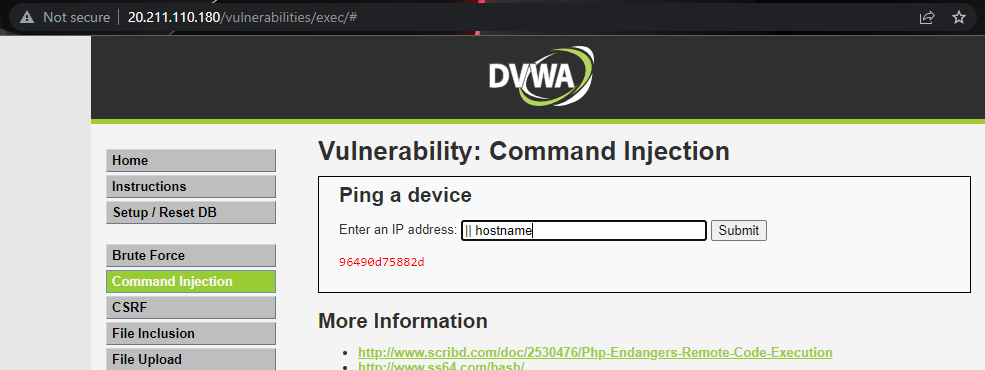 Not secure 20.211.110.180/vulnerabilities/exec/#
DVWA
Home
Instructions
Setup / Reset DB
Brute Force
Command Injection
CSRF
File Inclusion
File Upload
Vulnerability: Command Injection
Ping a device
Enter an IP address: || hostname Submit
96490d75882d
More Information
http://www.scribd.com/doc/2530476/Php-Endangers-Remote-Code-Execution
http://www.ss64.com/bash/